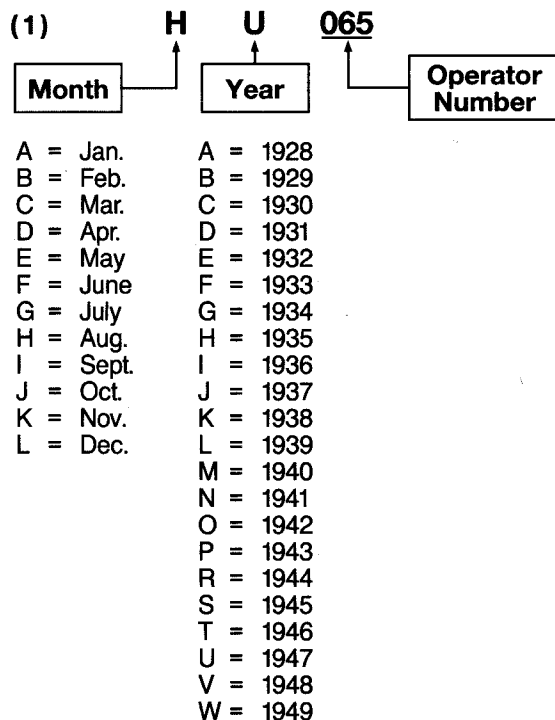 (1) H U 065
Month Year Operator
Number
A = Jan. A = 1928
B = Feb. B = 1929
C = Mar. C = 1930
D = Apr. D = 1931
E = May E = 1932
F = June F = 1933
G = July G = 1934
H = Aug. H = 1935
I = Sept. I = 1936
J = Oct. J = 1937
K = Nov. K = 1938
L = Dec. L = 1939
M = 1940
N = 1941
O = 1942
P = 1943
R = 1944
S = 1945
T = 1946
U = 1947
V = 1948
W = 1949